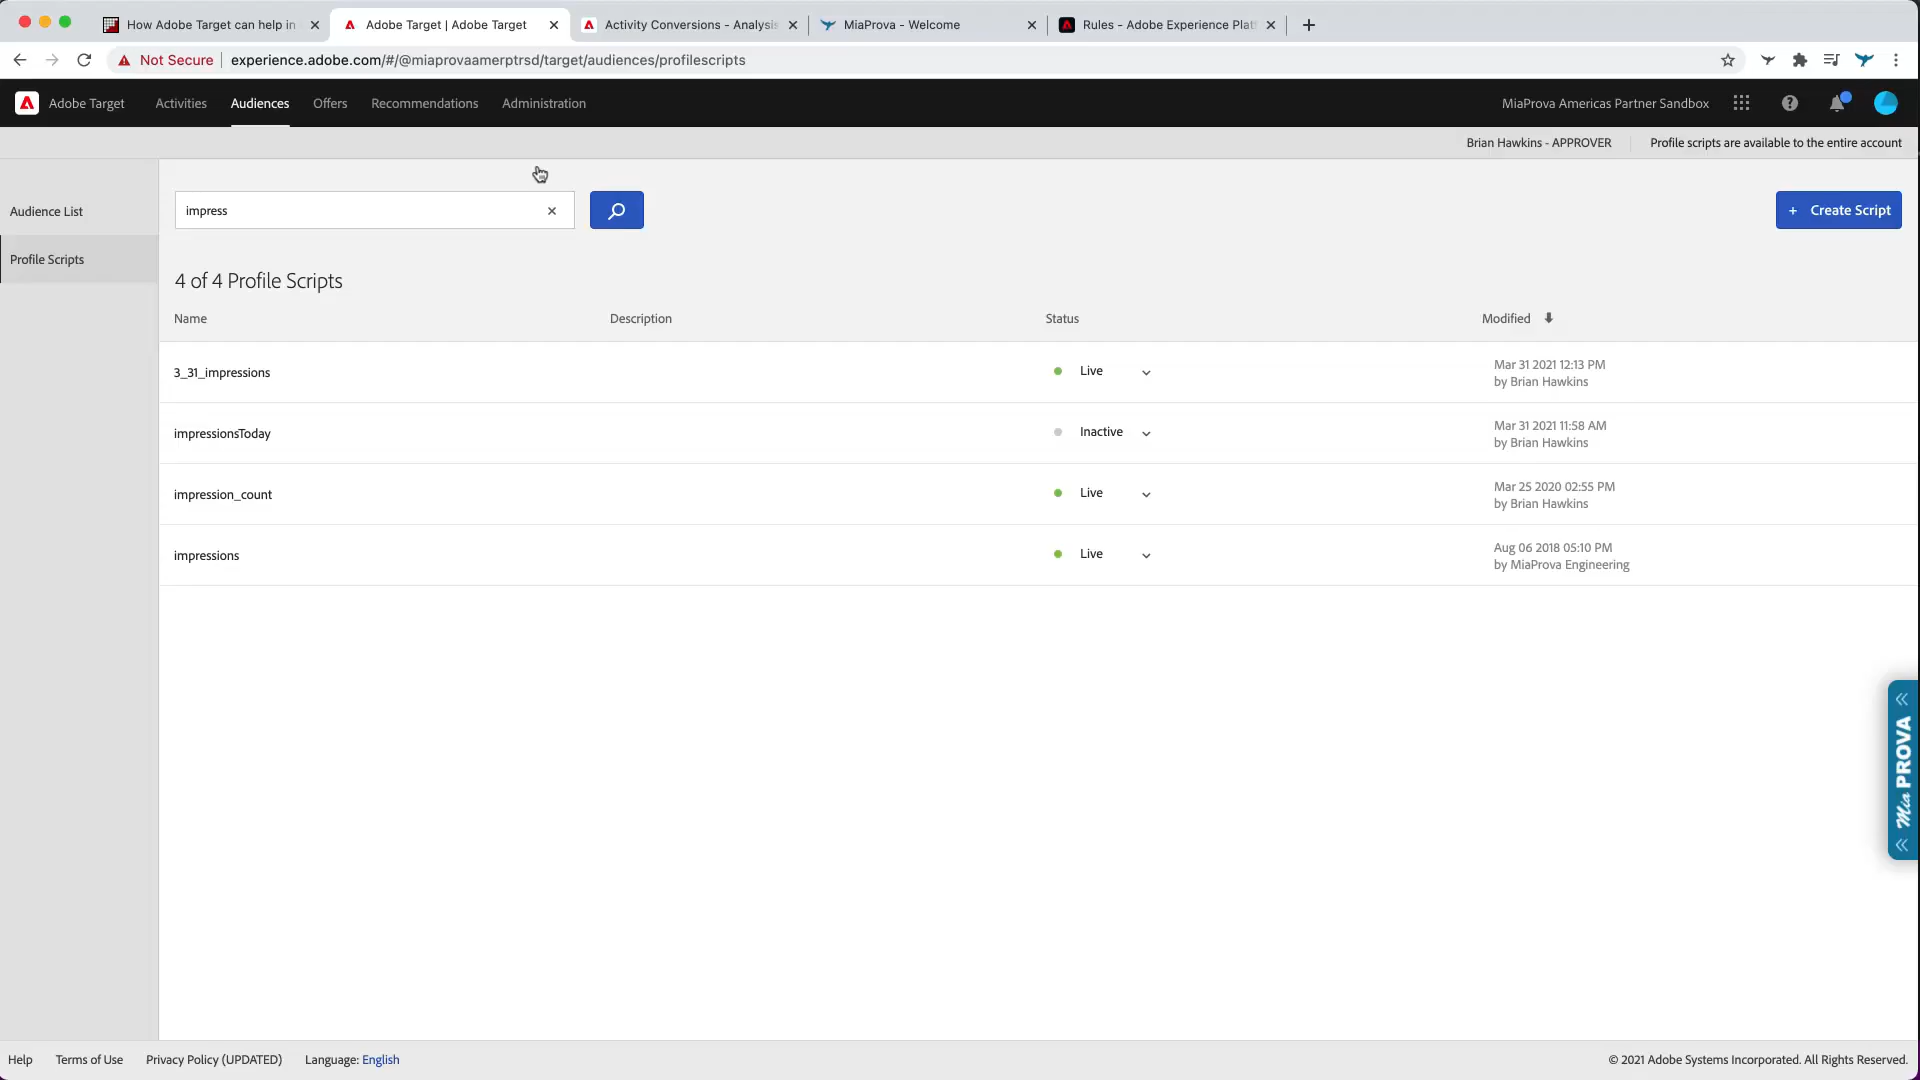 How Adobe Target can help in
Adobe Target | Adobe Target
Activity Conversions - Analysis
MiaProva - Welcome
Rules - Adobe Experience Platf
Not Secure
experience.adobe.com/#/@miaprovaamerptrsd/target/audiences/profilescripts
Adobe Target
Activities
Audiences
Offers
Recommendations
Administration
MiaProva Americas Partner Sandbox
Brian Hawkins - APPROVER
Profile scripts are available to the entire account
Audience List
Profile Scripts
impress
+ Create Script
4 of 4 Profile Scripts
Name
Description
Status
Modified
3_31_impressions
Live
Mar 31 2021 12:13 PM
by Brian Hawkins
impressionsToday
Inactive
Mar 31 2021 11:58 AM
by Brian Hawkins
impression_count
Live
Mar 25 2020 02:55 PM
by Brian Hawkins
impressions
Live
Aug 06 2018 05:10 PM
by MiaProva Engineering
Mia PROVA
Help
Terms of Use
Privacy Policy (UPDATED)
Language: English
© 2021 Adobe Systems Incorporated. All Rights Reserved.